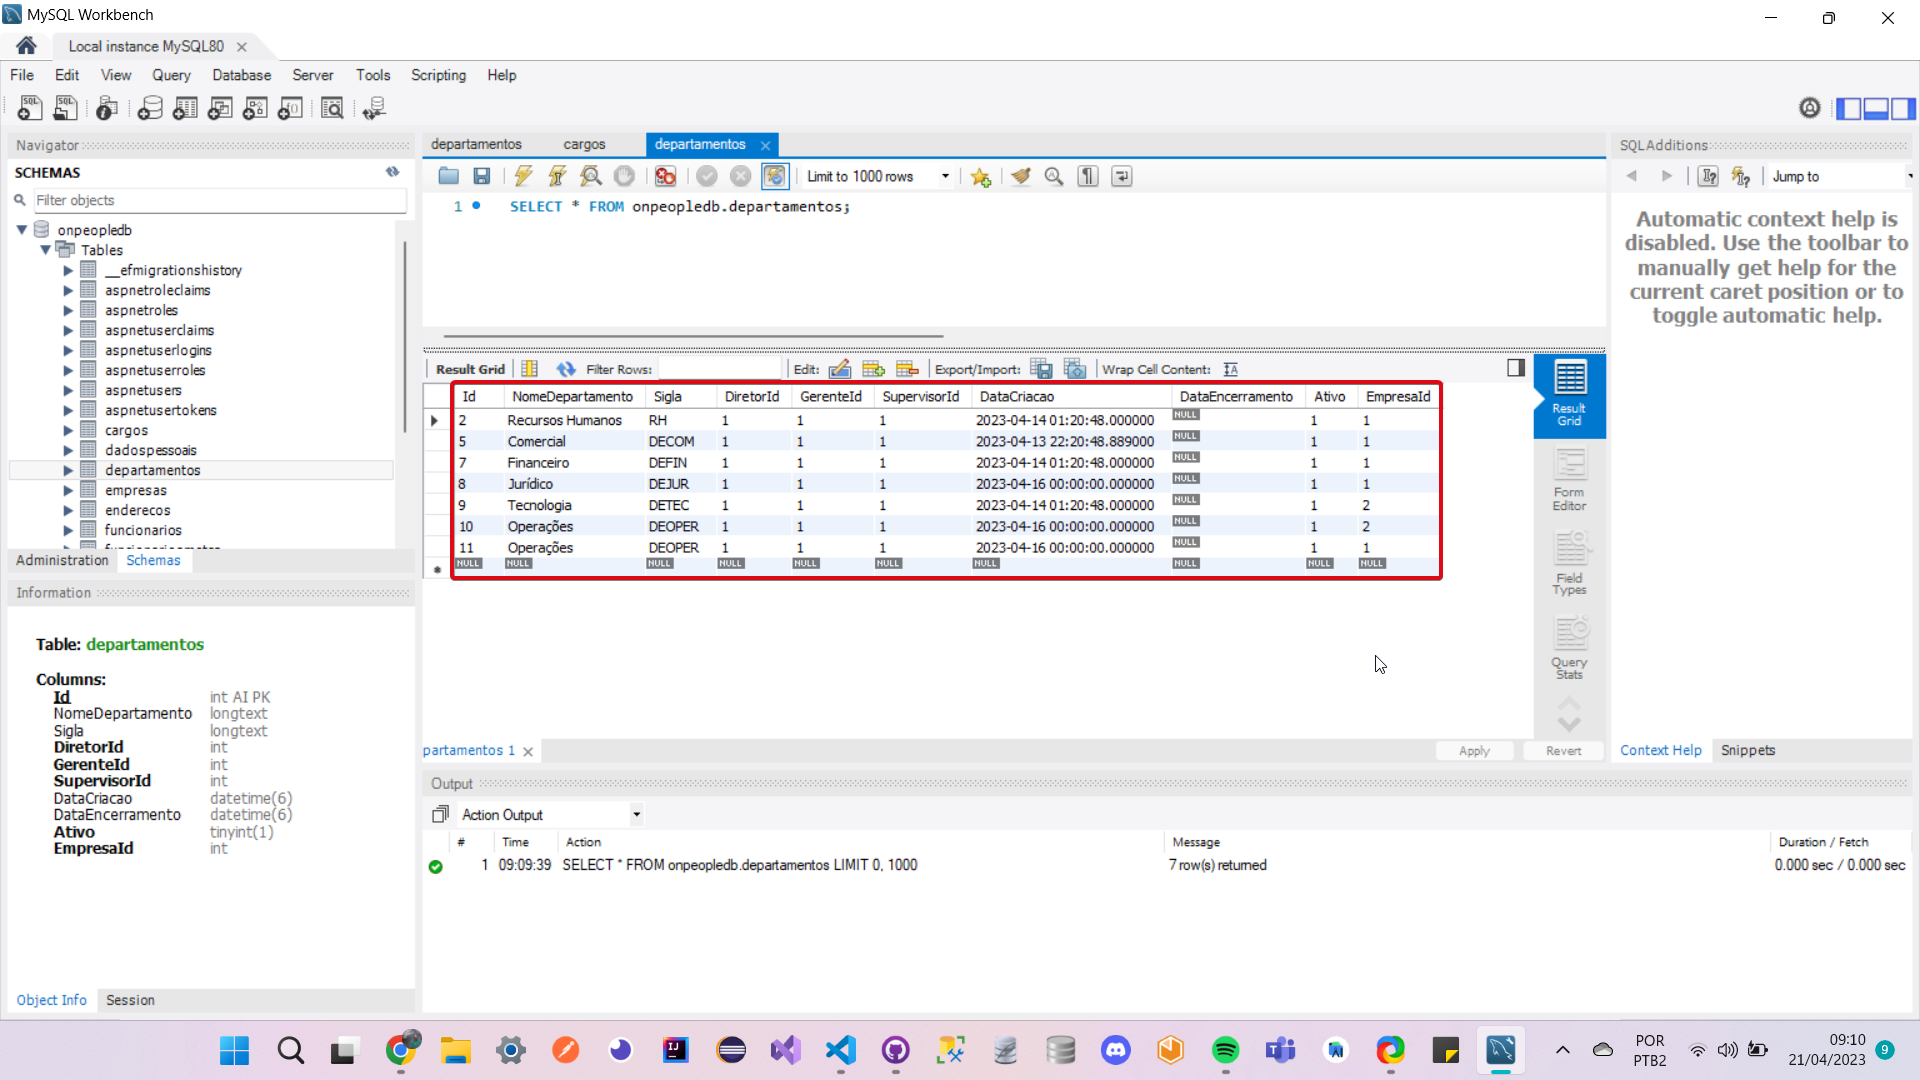 MySQL Workbench
Local instance MySQL80
File Edit View Query Database Server Tools Scripting Help
Navigator
SCHEMAS
Filter objects
onpeopledb
Tables
__efmigrationshistory
aspnetroleclaims
aspnetroles
aspnetuserclaims
aspnetuserlogins
aspnetuserroles
aspnetusers
aspnetusertokens
cargos
dadospessoais
departamentos
empresas
enderecos
funcionarios
Administration Schemas
Information
Table: departamentos
Columns:
Id int AI PK
NomeDepartamento longtext
Sigla longtext
DiretorId int
GerenteId int
SupervisorId int
DataCriacao datetime(6)
DataEncerramento datetime(6)
Ativo tinyint(1)
EmpresaId int
Object Info Session
departamentos cargos departamentos
Limit to 1000 rows
1 SELECT * FROM onpeopledb.departamentos;
Result Grid Filter Rows: Edit: Export/Import: Wrap Cell Content:
Id NomeDepartamento Sigla DiretorId GerenteId SupervisorId DataCriacao DataEncerramento Ativo EmpresaId
2 Recursos Humanos RH 1 1 1 2023-04-14 01:20:48.000000 NULL 1 1
5 Comercial DECOM 1 1 1 2023-04-13 22:20:48.889000 NULL 1 1
7 Financeiro DEFIN 1 1 1 2023-04-14 01:20:48.000000 NULL 1 1
8 Jurídico DEJUR 1 1 1 2023-04-16 00:00:00.000000 NULL 1 1
9 Tecnologia DETEC 1 1 1 2023-04-14 01:20:48.000000 NULL 1 2
10 Operações DEOPER 1 1 1 2023-04-16 00:00:00.000000 NULL 1 2
11 Operações DEOPER 1 1 1 2023-04-16 00:00:00.000000 NULL 1 1
NULL NULL NULL NULL NULL NULL NULL NULL NULL NULL
Result
Grid
Form
Editor
Field
Types
Query
Stats
partamentos 1
Apply Revert
SQLAdditions
Jump to
Automatic context help is
disabled. Use the toolbar to
manually get help for the
current caret position or to
toggle automatic help.
Context Help Snippets
Output
Action Output
# Time Action Message Duration / Fetch
1 09:09:39 SELECT * FROM onpeopledb.departamentos LIMIT 0, 1000 7 row(s) returned 0.000 sec / 0.000 sec
POR
PTB2
09:10
21/04/2023
9